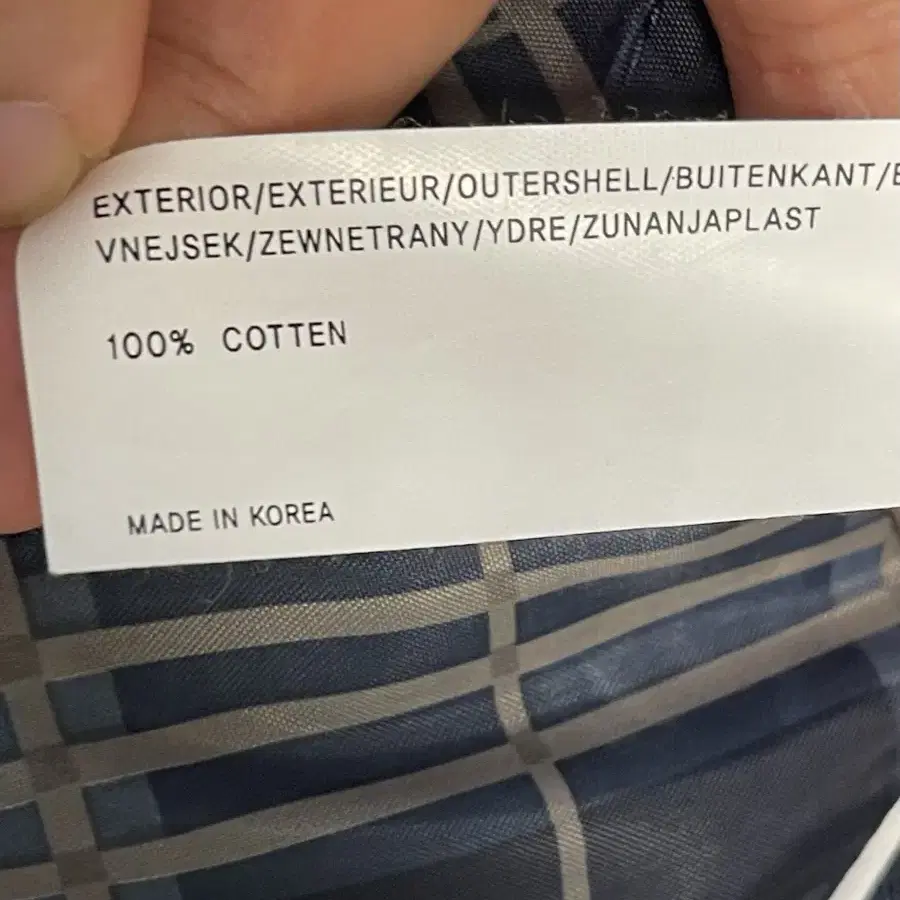 EXTERIOR/EXTERIEUR/OUTERSHELL/BUITENKANT/
VNEJSEK/ZEWNETRANY/YDRE/ZUNANJAPLAST
100% COTTEN
MADE IN KOREA